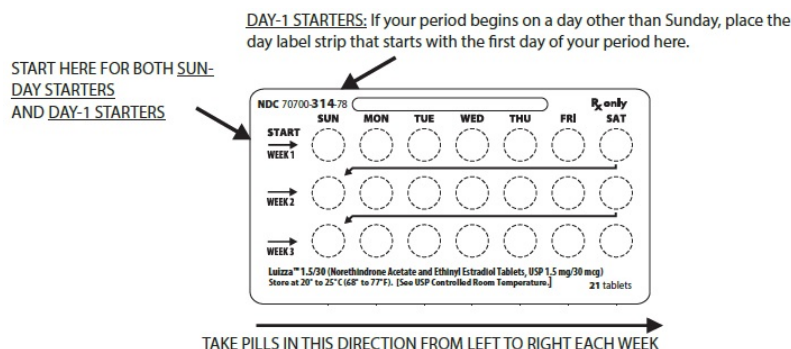 DAY-1 STARTERS: If your period begins on a day other than Sunday, place the
day label strip that starts with the first day of your period here.
START HERE FOR BOTH SUN-
DAY STARTERS
AND DAY-1 STARTERS
NDC 70700-314-78 Rx only
SUN MON TUE WED THU FRI SAT
START
WEEK 1
WEEK 2
WEEK 3
Luizza™ 1.5/30 (Norethindrone Acetate and Ethinyl Estradiol Tablets, USP 1.5 mg/30 mcg)
Store at 20° to 25°C (68° to 77°F). [See USP Controlled Room Temperature.] 21 tablets
TAKE PILLS IN THIS DIRECTION FROM LEFT TO RIGHT EACH WEEK